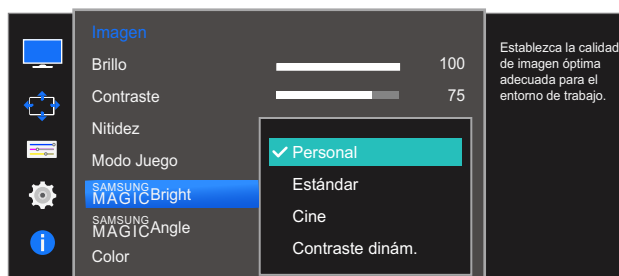 Imagen
Brillo 100
Contraste 75
Nitidez
Modo Juego
SAMSUNG MAGIC Bright
SAMSUNG MAGIC Angle
Color
Personal
Estándar
Cine
Contraste dinám.
Establezca la calidad
de imagen óptima
adecuada para el
entorno de trabajo.